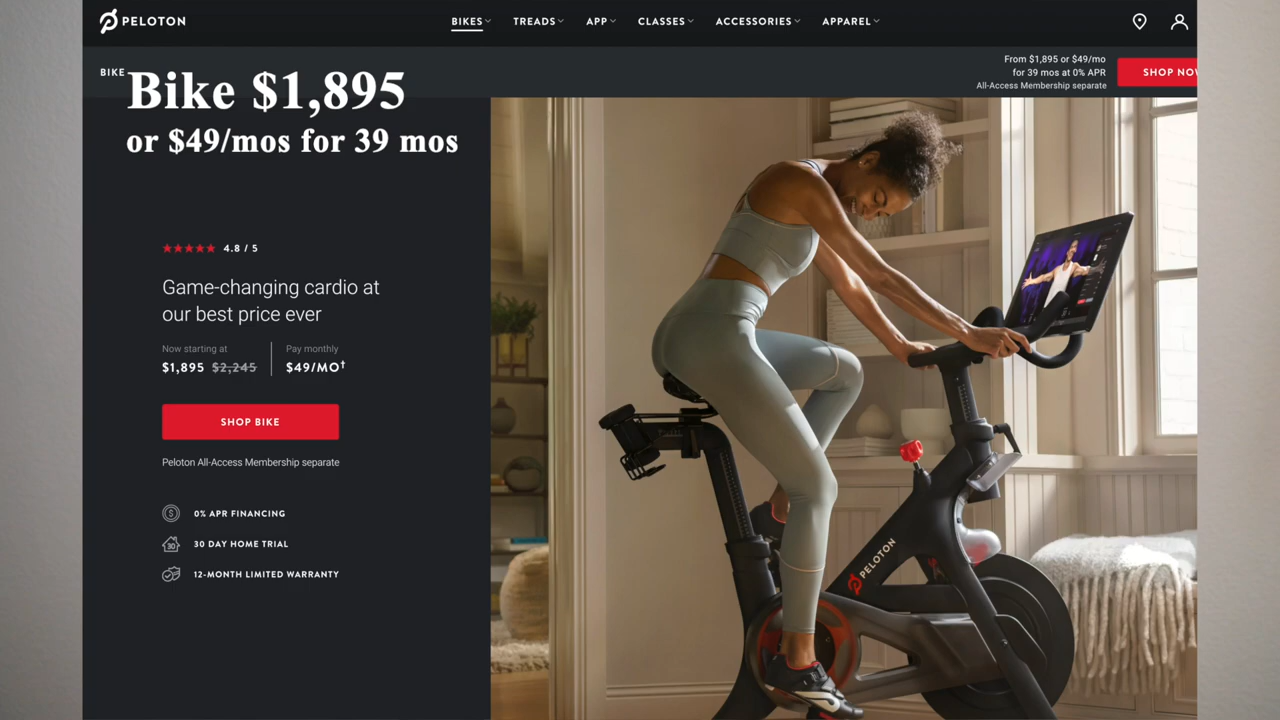 PELOTON
BIKES TREADS APP CLASSES ACCESSORIES APPAREL
BIKE
From $1,895 or $49/mo
for 39 mos at 0% APR
All-Access Membership separate
SHOP NOW
Bike $1,895
or $49/mos for 39 mos
4.8 / 5
Game-changing cardio at
our best price ever
Now starting at
$1,895 $2,245
Pay monthly
$49/MO†
SHOP BIKE
Peloton All-Access Membership separate
$ 0% APR FINANCING
30 30 DAY HOME TRIAL
12-MONTH LIMITED WARRANTY
PELOTON